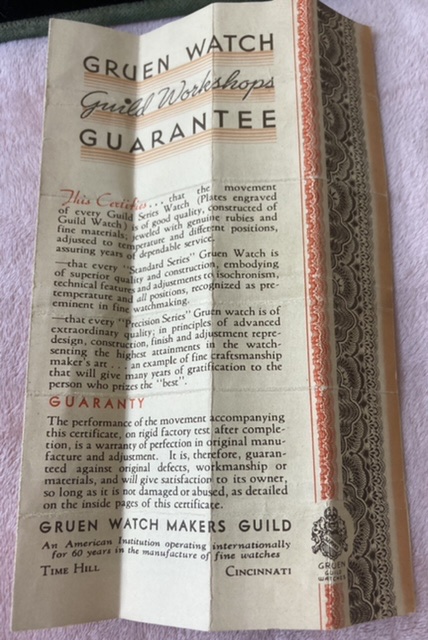 GRUEN WATCH
Guild Workshops
GUARANTEE
This Certifies... that the movement
of every Guild Series Watch (Plates engraved
Guild Watch) is of good quality, constructed of
fine materials, jeweled with genuine rubies and
adjusted to temperature and different positions,
assuring years of dependable service.
—that every "Standard Series" Gruen Watch is
of superior quality and construction, embodying
technical features and adjustments to isochronism,
temperature and all positions, recognized as pre-
eminent in fine watchmaking.
—that every "Precision Series" Gruen watch is of
extraordinary quality; in principles of advanced
design, construction, finish and adjustment repre-
senting the highest attainments in the watch-
maker's art . . . an example of fine craftsmanship
that will give many years of gratification to the
person who prizes the "best".
GUARANTY
The performance of the movement accompanying
this certificate, on rigid factory test after comple-
tion, is a warranty of perfection in original manu-
facture and adjustment. It is, therefore, guaran-
teed against original defects, workmanship or
materials, and will give satisfaction to its owner,
so long as it is not damaged or abused, as detailed
on the inside pages of this certificate.
GRUEN WATCH MAKERS GUILD
An American Institution operating internationally
for 60 years in the manufacture of fine watches
TIME HILL CINCINNATI
GRUEN
GUILD
WATCHES